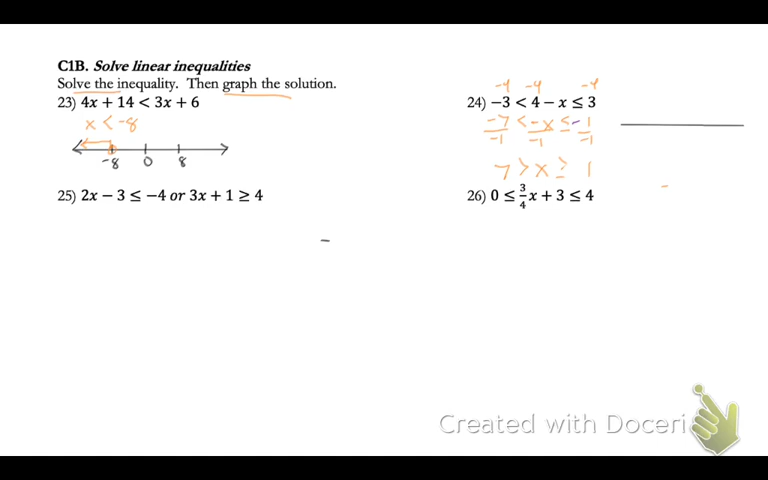 C1B. Solve linear inequalities
Solve the inequality. Then graph the solution.
23) 4x + 14 < 3x + 6
x < -8
-8 0 8
-4 -4 -4
24) −3 < 4 − x ≤ 3
-7 < -x ≤ -1
-1 -1 -1
7 > x ≥ 1
25) 2x − 3 ≤ −4 or 3x + 1 ≥ 4
26) 0 ≤ 3/4 x + 3 ≤ 4
Created with Doceri